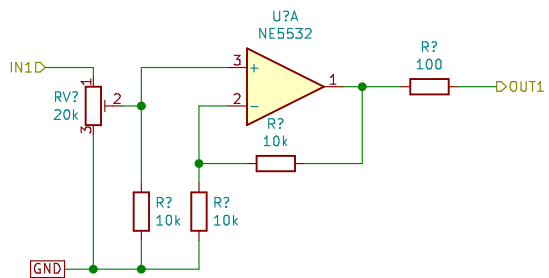 U?A
NE5532
IN1
RV?
20k
1
2
3
3
+
2
-
1
R?
100
OUT1
R?
10k
R?
10k
R?
10k
GND